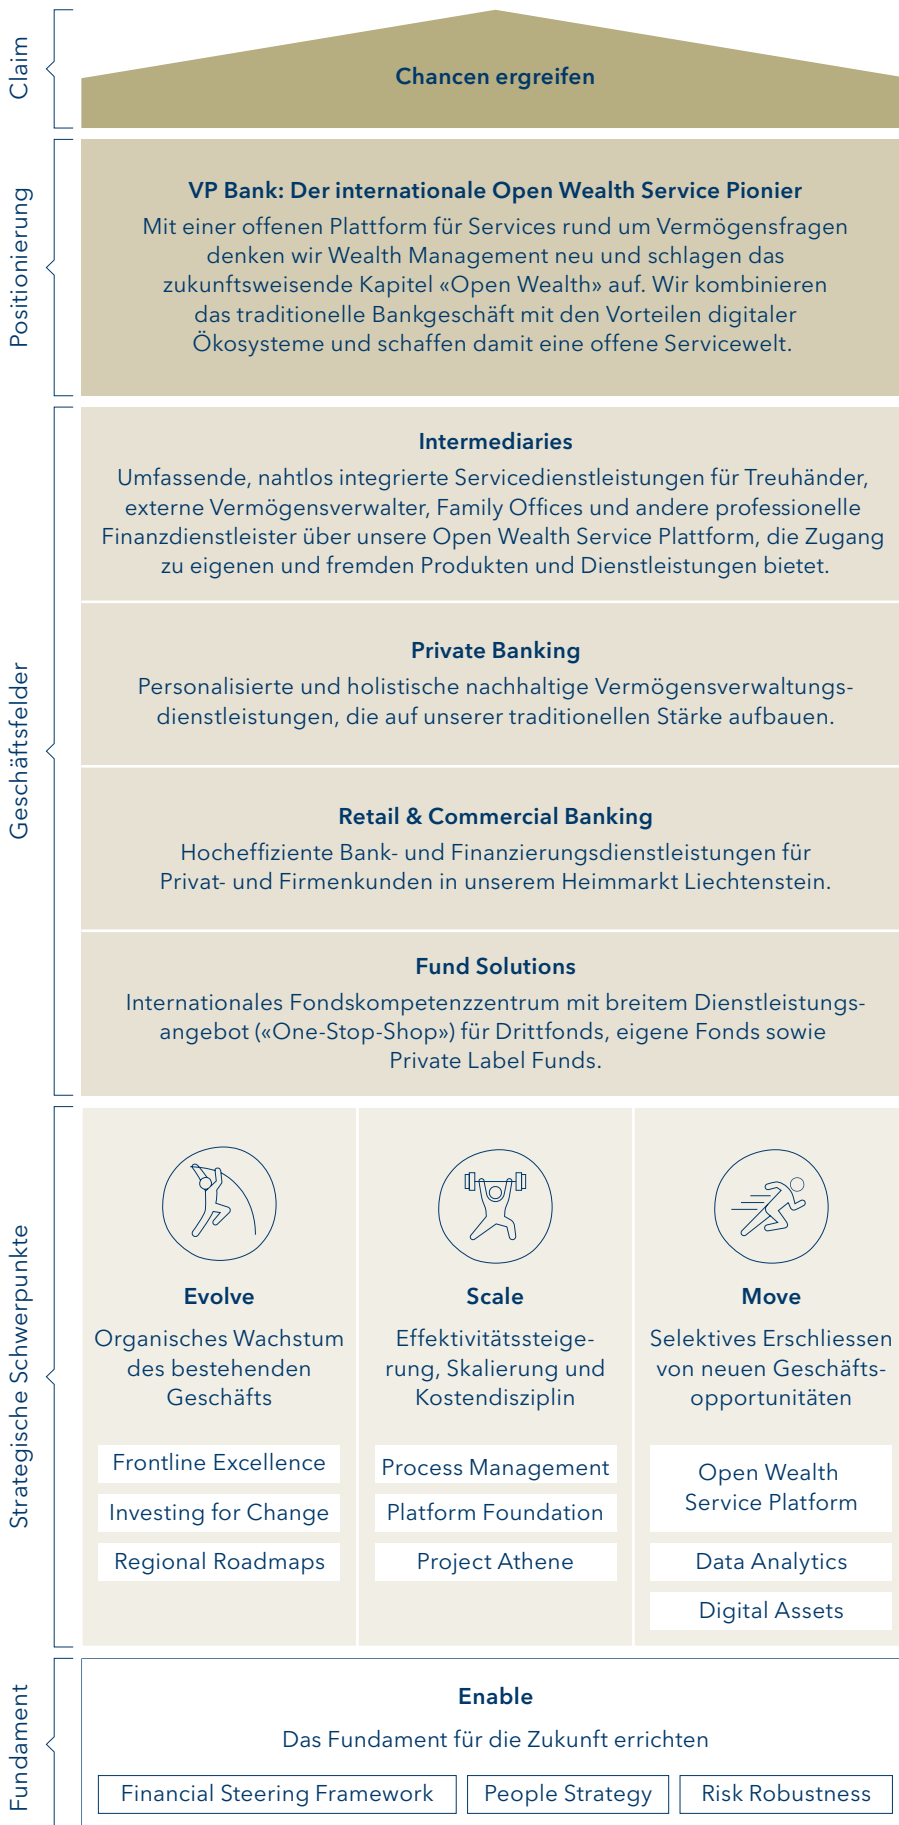 Claim
Chancen ergreifen
Positionierung
VP Bank: Der internationale Open Wealth Service Pionier
Mit einer offenen Plattform für Services rund um Vermögensfragen
denken wir Wealth Management neu und schlagen das
zukunftsweisende Kapitel «Open Wealth» auf. Wir kombinieren
das traditionelle Bankgeschäft mit den Vorteilen digitaler
Ökosysteme und schaffen damit eine offene Servicewelt.
Geschäftsfelder
Intermediaries
Umfassende, nahtlos integrierte Servicedienstleistungen für Treuhänder,
externe Vermögensverwalter, Family Offices und andere professionelle
Finanzdienstleister über unsere Open Wealth Service Plattform, die Zugang
zu eigenen und fremden Produkten und Dienstleistungen bietet.
Private Banking
Personalisierte und holistische nachhaltige Vermögensverwaltungs-
dienstleistungen, die auf unserer traditionellen Stärke aufbauen.
Retail & Commercial Banking
Hocheffiziente Bank- und Finanzierungsdienstleistungen für
Privat- und Firmenkunden in unserem Heimmarkt Liechtenstein.
Fund Solutions
Internationales Fondskompetenzzentrum mit breitem Dienstleistungs-
angebot («One-Stop-Shop») für Drittfonds, eigene Fonds sowie
Private Label Funds.
Strategische Schwerpunkte
Evolve
Organisches Wachstum
des bestehenden
Geschäfts
Frontline Excellence
Investing for Change
Regional Roadmaps
Scale
Effektivitätssteige-
rung, Skalierung und
Kostendisziplin
Process Management
Platform Foundation
Project Athene
Move
Selektives Erschliessen
von neuen Geschäfts-
opportunitäten
Open Wealth
Service Platform
Data Analytics
Digital Assets
Fundament
Enable
Das Fundament für die Zukunft errichten
Financial Steering Framework
People Strategy
Risk Robustness